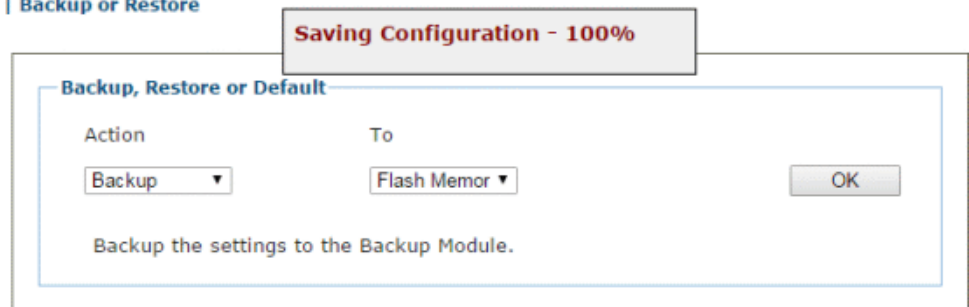 Backup or Restore
Saving Configuration - 100%
Backup, Restore or Default
Action To
Backup Flash Memor OK
Backup the settings to the Backup Module.